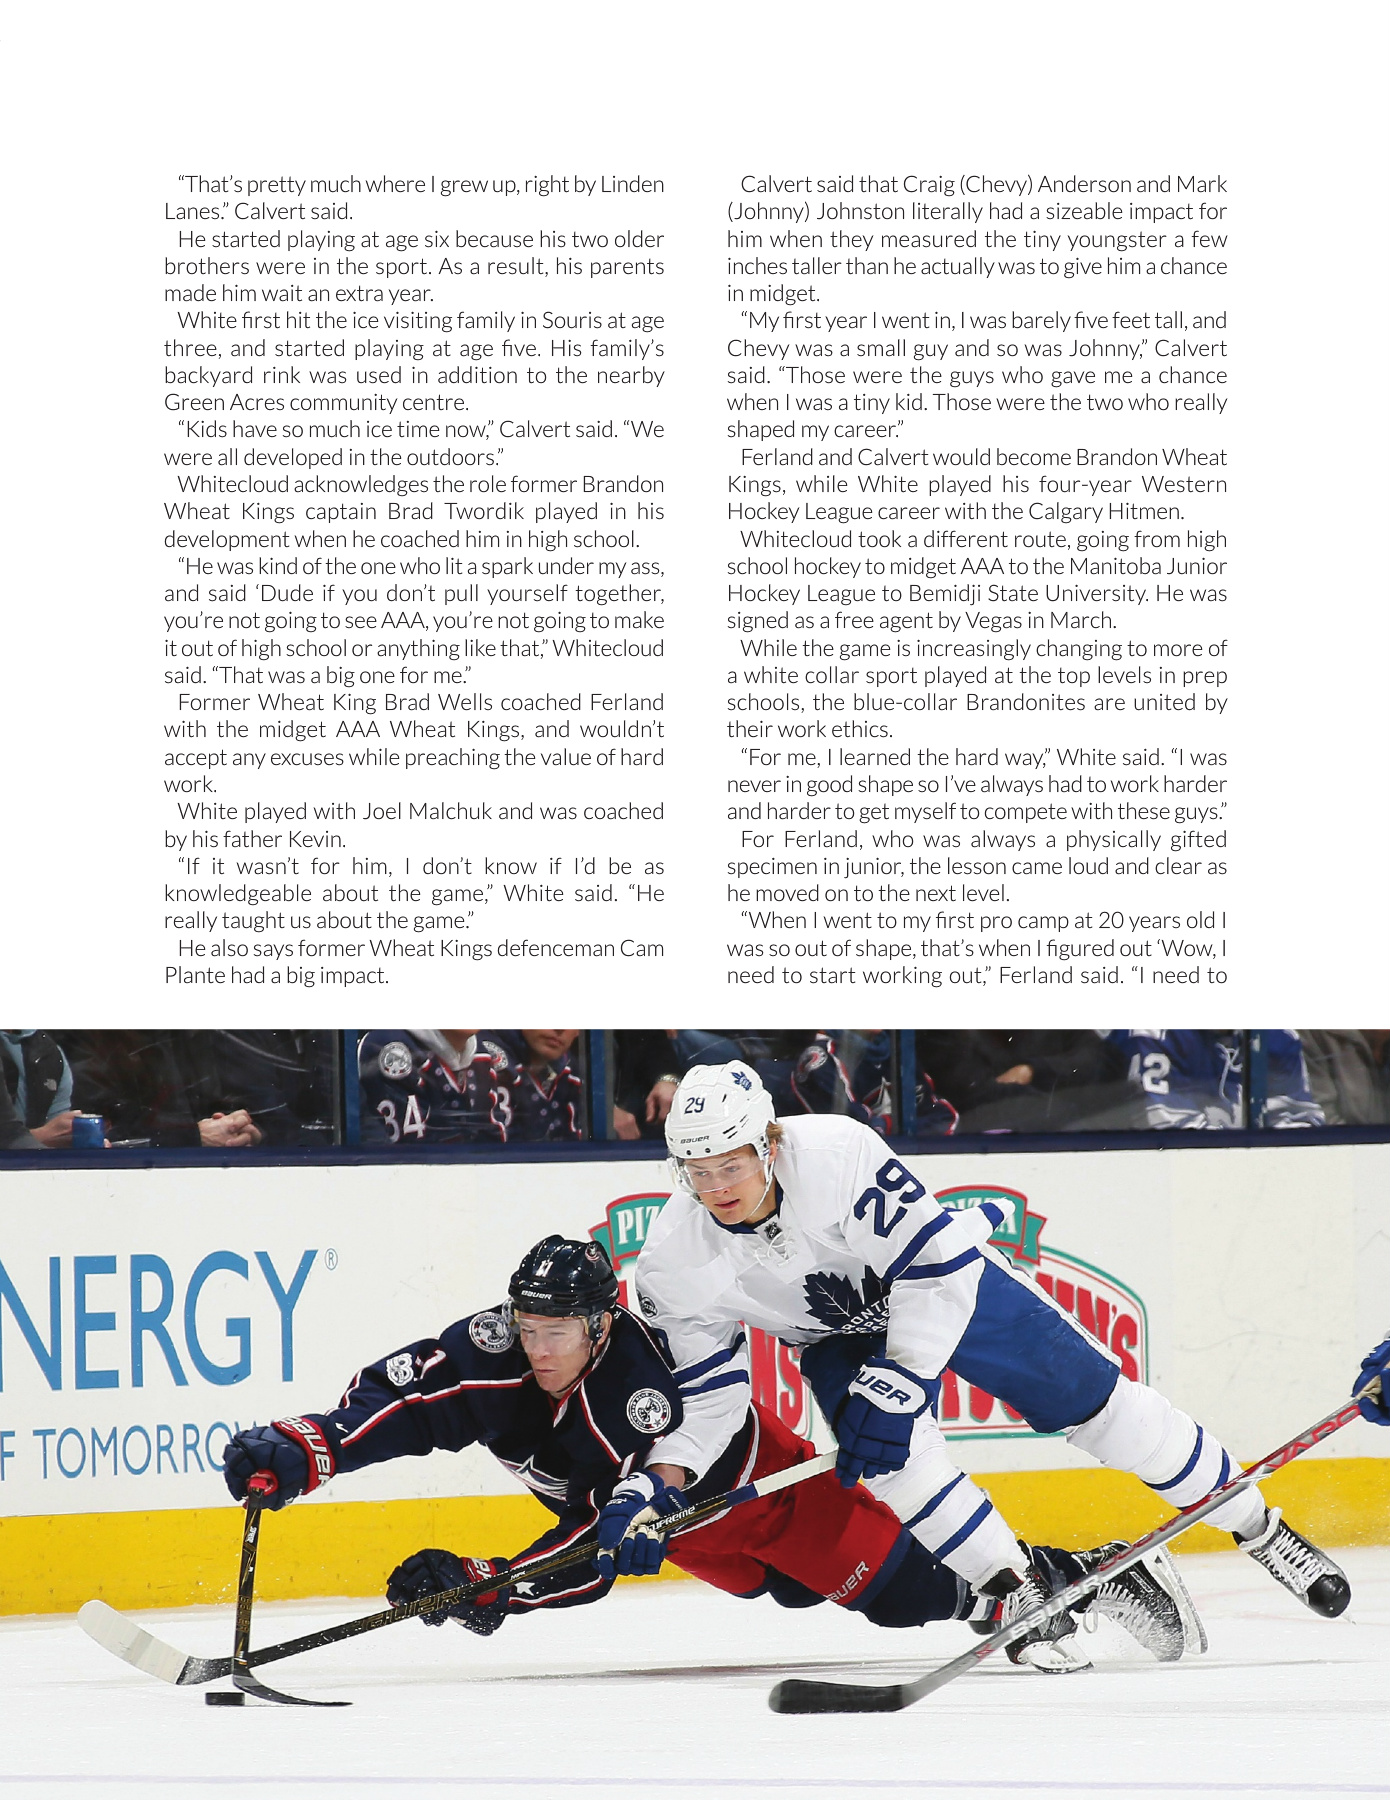 “That’s pretty much where I grew up, right by Linden
Lanes.” Calvert said.
He started playing at age six because his two older
brothers were in the sport. As a result, his parents
made him wait an extra year.
White first hit the ice visiting family in Souris at age
three, and started playing at age five. His family’s
backyard rink was used in addition to the nearby
Green Acres community centre.
“Kids have so much ice time now,” Calvert said. “We
were all developed in the outdoors.”
Whitecloud acknowledges the role former Brandon
Wheat Kings captain Brad Twordik played in his
development when he coached him in high school.
“He was kind of the one who lit a spark under my ass,
and said ‘Dude if you don’t pull yourself together,
you’re not going to see AAA, you’re not going to make
it out of high school or anything like that,” Whitecloud
said. “That was a big one for me.”
Former Wheat King Brad Wells coached Ferland
with the midget AAA Wheat Kings, and wouldn’t
accept any excuses while preaching the value of hard
work.
White played with Joel Malchuk and was coached
by his father Kevin.
“If it wasn’t for him, I don’t know if I’d be as
knowledgeable about the game,” White said. “He
really taught us about the game.”
He also says former Wheat Kings defenceman Cam
Plante had a big impact.
Calvert said that Craig (Chevy) Anderson and Mark
(Johnny) Johnston literally had a sizeable impact for
him when they measured the tiny youngster a few
inches taller than he actually was to give him a chance
in midget.
“My first year I went in, I was barely five feet tall, and
Chevy was a small guy and so was Johnny,” Calvert
said. “Those were the guys who gave me a chance
when I was a tiny kid. Those were the two who really
shaped my career.”
Ferland and Calvert would become Brandon Wheat
Kings, while White played his four-year Western
Hockey League career with the Calgary Hitmen.
Whitecloud took a different route, going from high
school hockey to midget AAA to the Manitoba Junior
Hockey League to Bemidji State University. He was
signed as a free agent by Vegas in March.
While the game is increasingly changing to more of
a white collar sport played at the top levels in prep
schools, the blue-collar Brandonites are united by
their work ethics.
“For me, I learned the hard way,” White said. “I was
never in good shape so I’ve always had to work harder
and harder to get myself to compete with these guys.”
For Ferland, who was always a physically gifted
specimen in junior, the lesson came loud and clear as
he moved on to the next level.
“When I went to my first pro camp at 20 years old I
was so out of shape, that’s when I figured out ‘Wow, I
need to start working out,” Ferland said. “I need to
34
29
BAUER
29
NERGY®
F TOMORRO
BAUER
BAUER
SUPREME
BAUER
BAUER